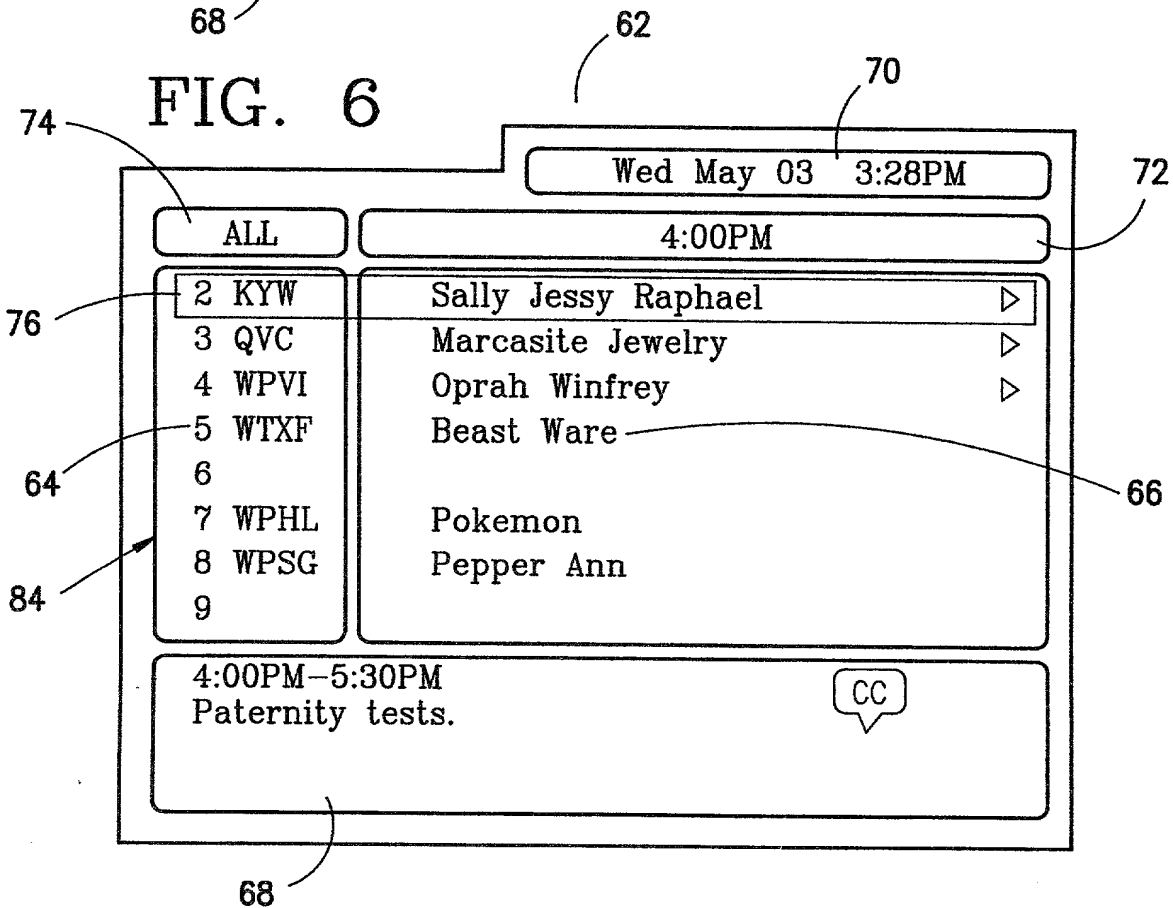 68
62
FIG. 6
70
74
Wed May 03 3:28PM
72
ALL
4:00PM
76
2 KYW Sally Jessy Raphael ▷
3 QVC Marcasite Jewelry ▷
4 WPVI Oprah Winfrey ▷
64
5 WTXF Beast Ware
66
6
7 WPHL Pokemon
8 WPSG Pepper Ann
84
9
4:00PM–5:30PM
CC
Paternity tests.
68